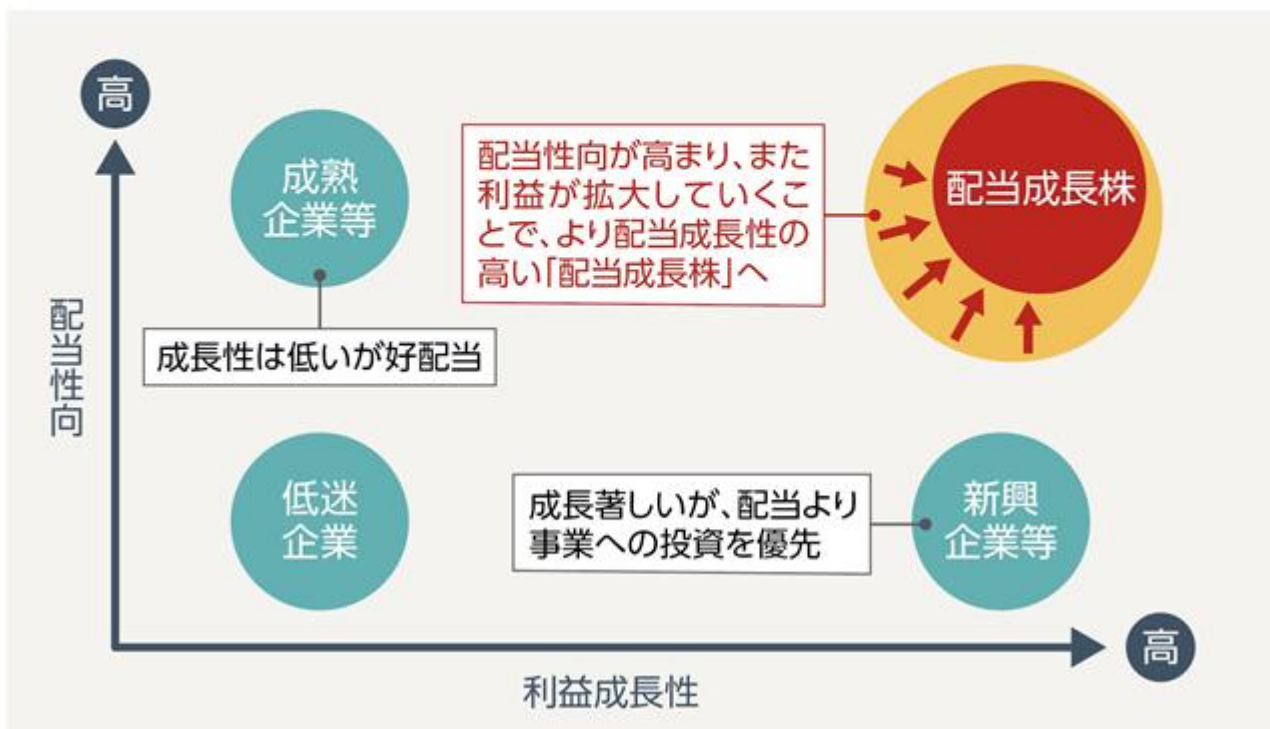 高
成熟
企業等
配当性向が高まり、また
利益が拡大していくこ
とで、より配当成長性の
高い「配当成長株」へ
配当成長株
成長性は低いが好配当
配当性向
低迷
企業
成長著しいが、配当より
事業への投資を優先
新興
企業等
高
利益成長性